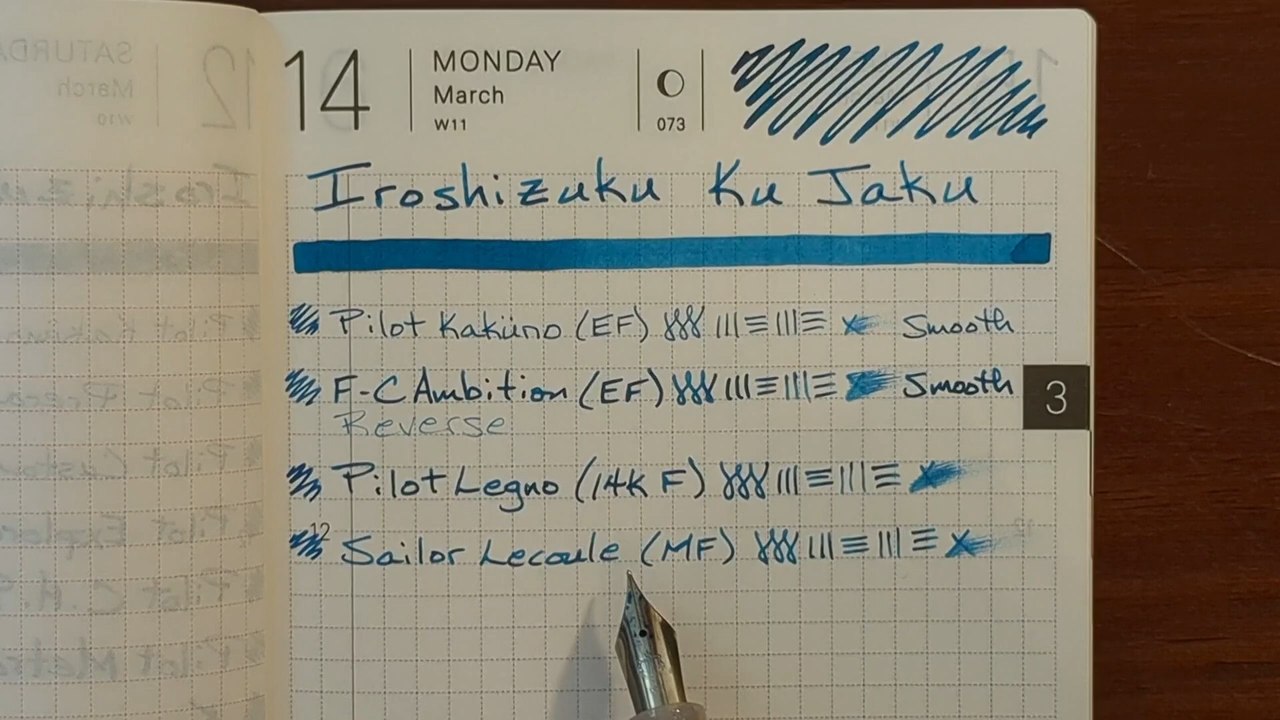 14 MONDAY
March
W11 073
Iroshizuku Ku Jaku
Pilot Kaküno (EF) Smooth
F-C Ambition (EF) Smooth
Reverse
3
Pilot Legno (14k F)
12
Sailor Lecoule (MF)